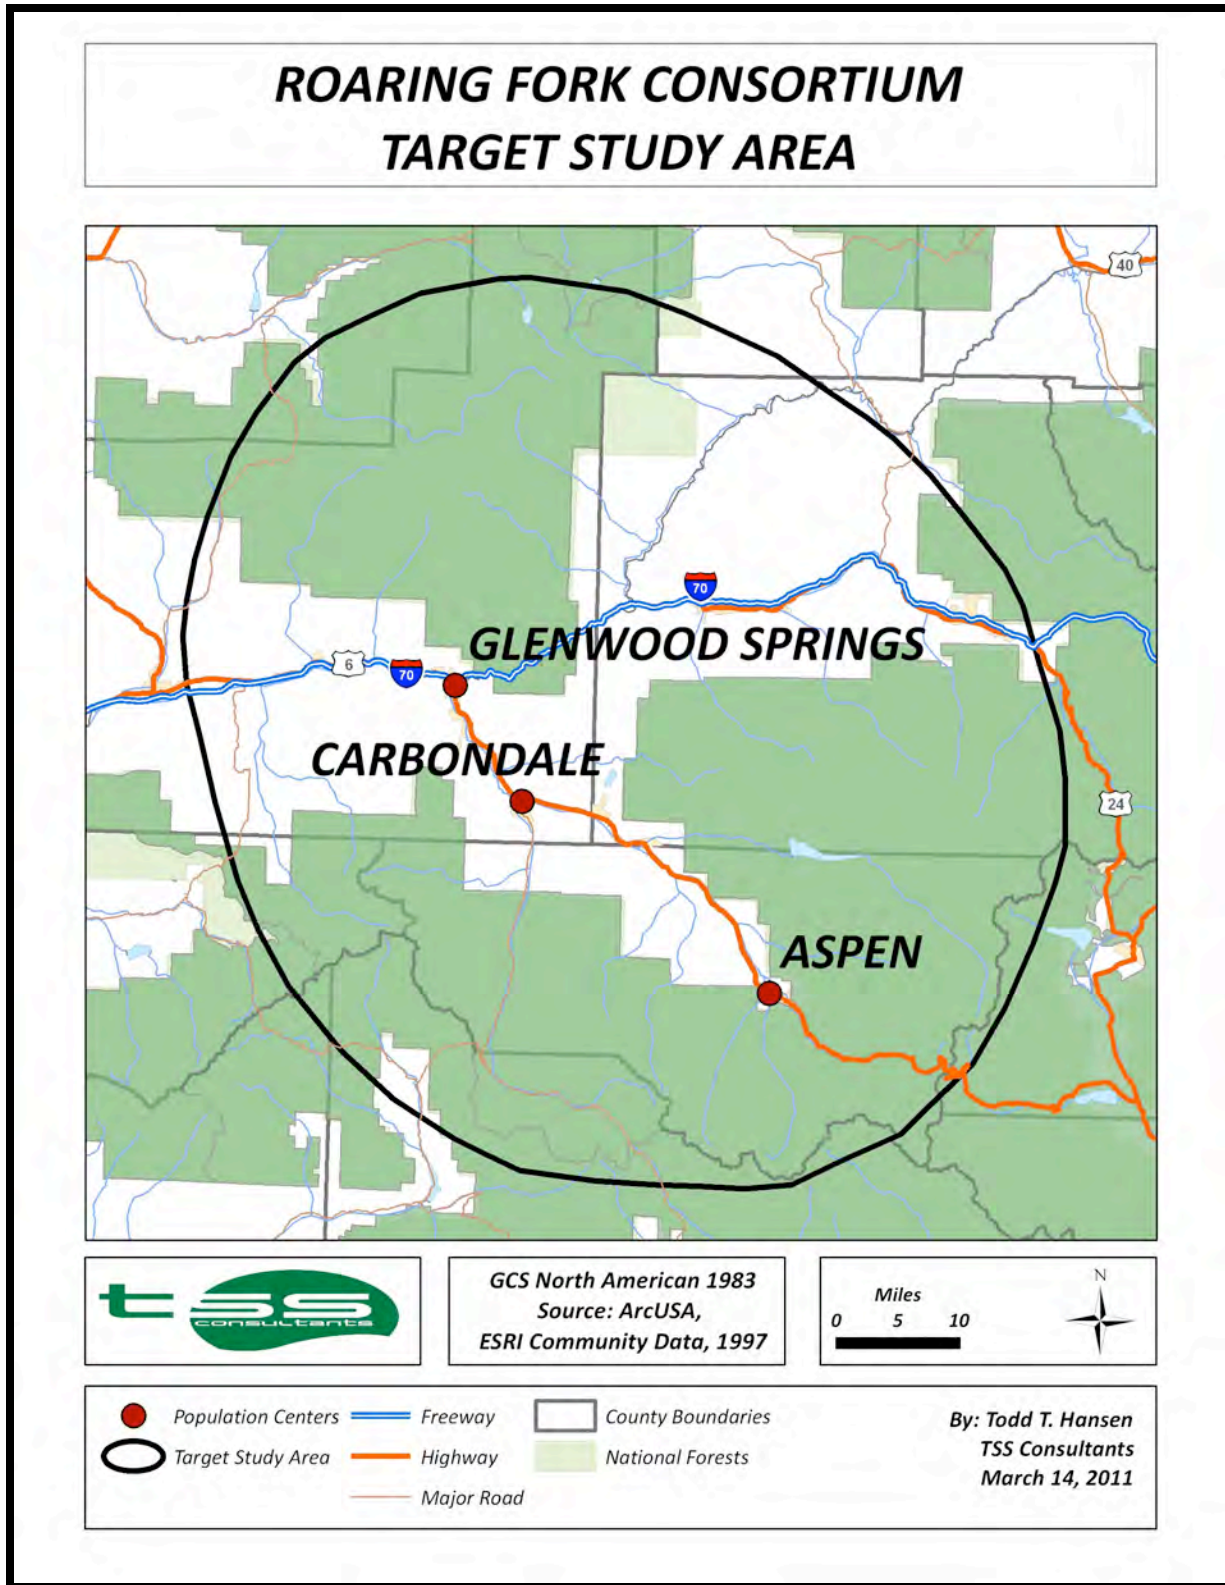 ROARING FORK CONSORTIUM
TARGET STUDY AREA
40
70
GLENWOOD SPRINGS
6
70
CARBONDALE
24
ASPEN
tss
consultants
GCS North American 1983
Source: ArcUSA,
ESRI Community Data, 1997
Miles
0 5 10
N
Population Centers
Target Study Area
Freeway
Highway
Major Road
County Boundaries
National Forests
By: Todd T. Hansen
TSS Consultants
March 14, 2011